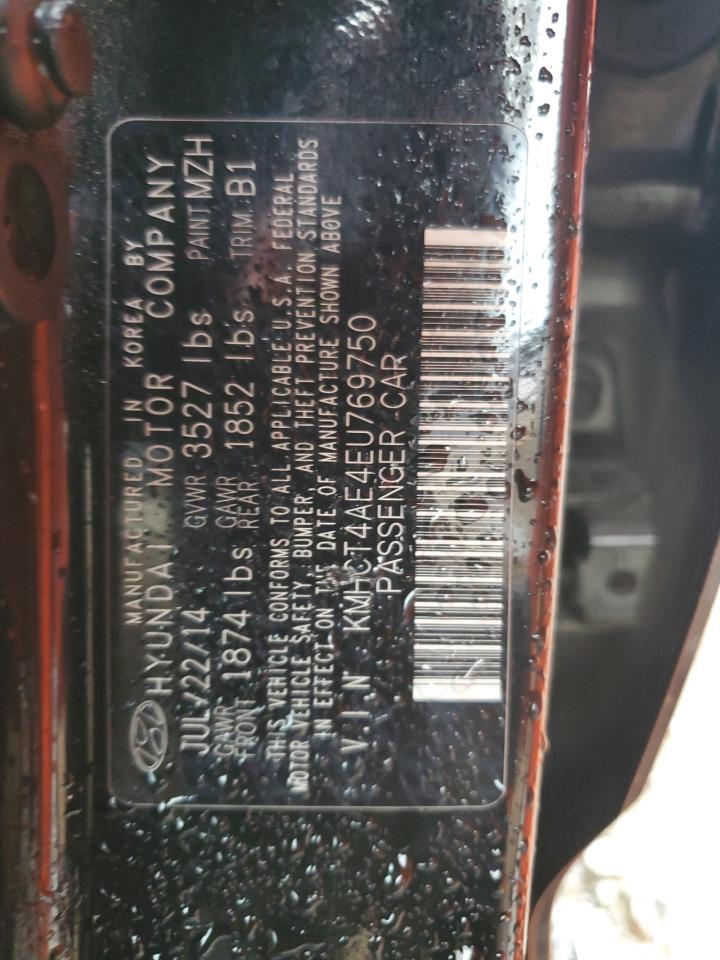 MANUFACTURED IN KOREA BY
HYUNDAI MOTOR COMPANY
JUL/22/14 GVWR 3527 lbs PAINT MZH
GAWR FRONT 1874 lbs GAWR REAR 1852 lbs TRIM B1
THIS VEHICLE CONFORMS TO ALL APPLICABLE U.S.A. FEDERAL
MOTOR VEHICLE SAFETY, BUMPER, AND THEFT PREVENTION STANDARDS
IN EFFECT ON THE DATE OF MANUFACTURE SHOWN ABOVE
V.I.N KMHCT4AE4EU769750
PASSENGER CAR